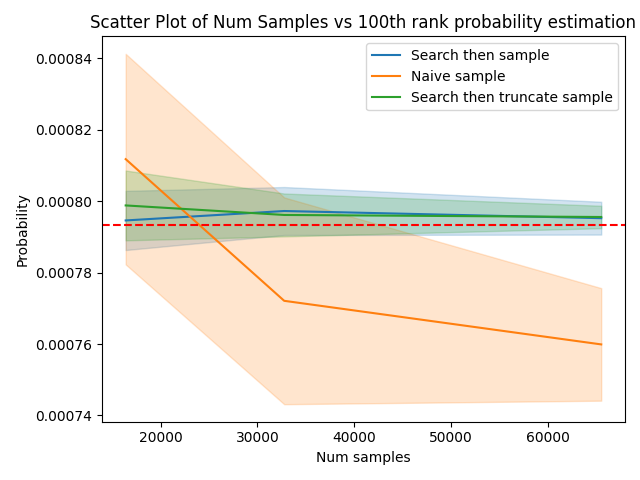 Scatter Plot of Num Samples vs 100th rank probability estimation
Search then sample
Naive sample
Search then truncate sample
0.00084
0.00082
0.00080
0.00078
0.00076
0.00074
Probability
20000 30000 40000 50000 60000
Num samples